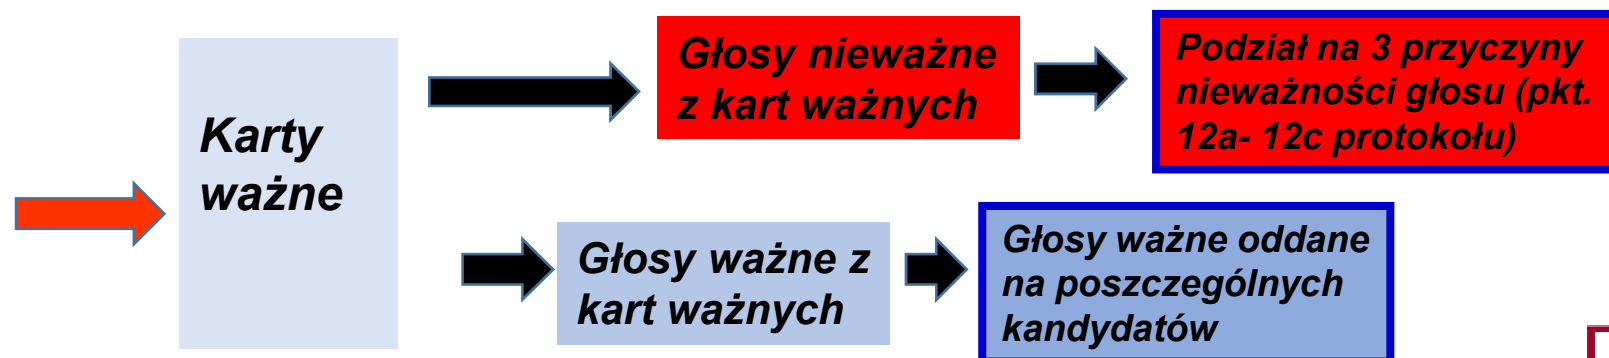 Karty
ważne
Głosy nieważne
z kart ważnych
Podział na 3 przyczyny
nieważności głosu (pkt.
12a- 12c protokołu)
Głosy ważne z
kart ważnych
Głosy ważne oddane
na poszczególnych
kandydatów